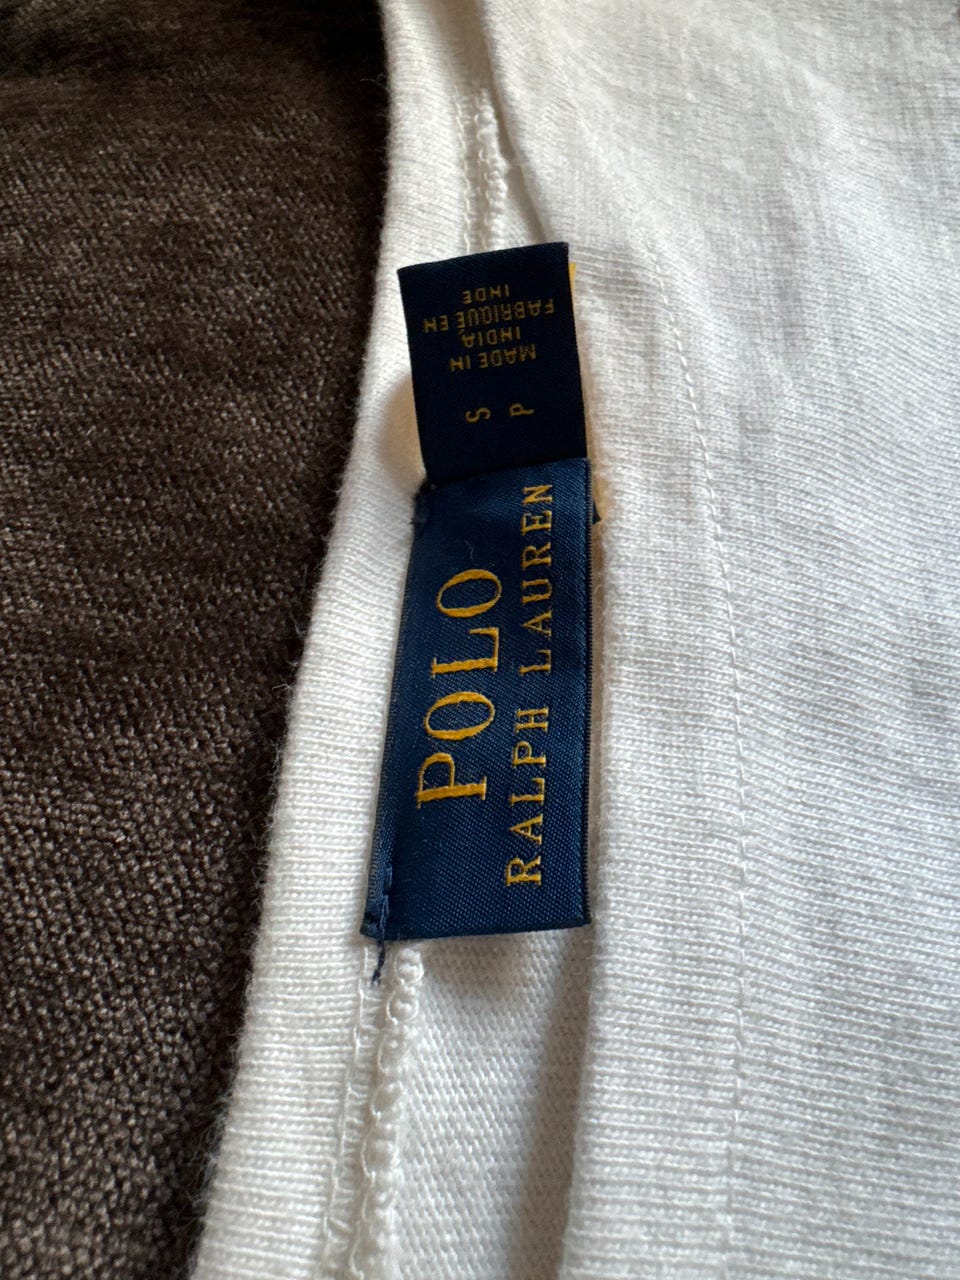 POLO
RALPH LAUREN
S P
MADE IN
INDIA
FABRIQUÉ EN
INDE